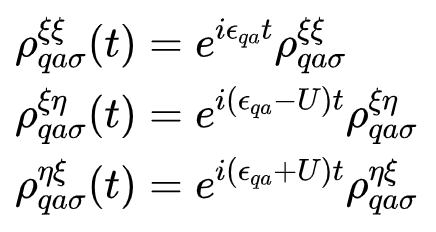 ρ^{ξξ}_{qaσ}(t) = e^{iϵ_{qa}t} ρ^{ξξ}_{qaσ}
ρ^{ξη}_{qaσ}(t) = e^{i(ϵ_{qa}−U)t} ρ^{ξη}_{qaσ}
ρ^{ηξ}_{qaσ}(t) = e^{i(ϵ_{qa}+U)t} ρ^{ηξ}_{qaσ}